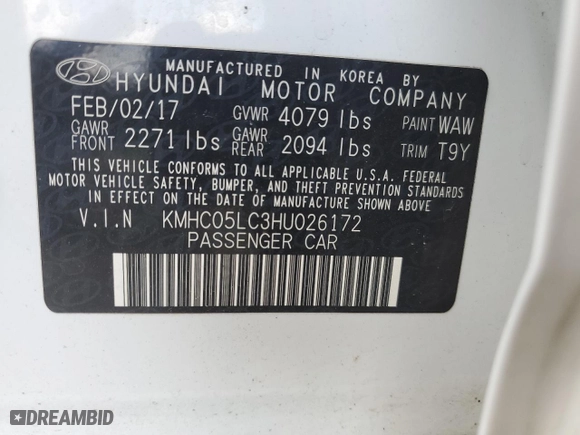 MANUFACTURED IN KOREA BY
HYUNDAI MOTOR COMPANY
FEB/02/17 GVWR 4079 lbs PAINT WAW
GAWR FRONT 2271 lbs GAWR REAR 2094 lbs TRIM T9Y
THIS VEHICLE CONFORMS TO ALL APPLICABLE U.S.A. FEDERAL
MOTOR VEHICLE SAFETY, BUMPER, AND THEFT PREVENTION STANDARDS
IN EFFECT ON THE DATE OF MANUFACTURE SHOWN ABOVE.
V.I.N KMHC05LC3HU026172
PASSENGER CAR
DREAMBID